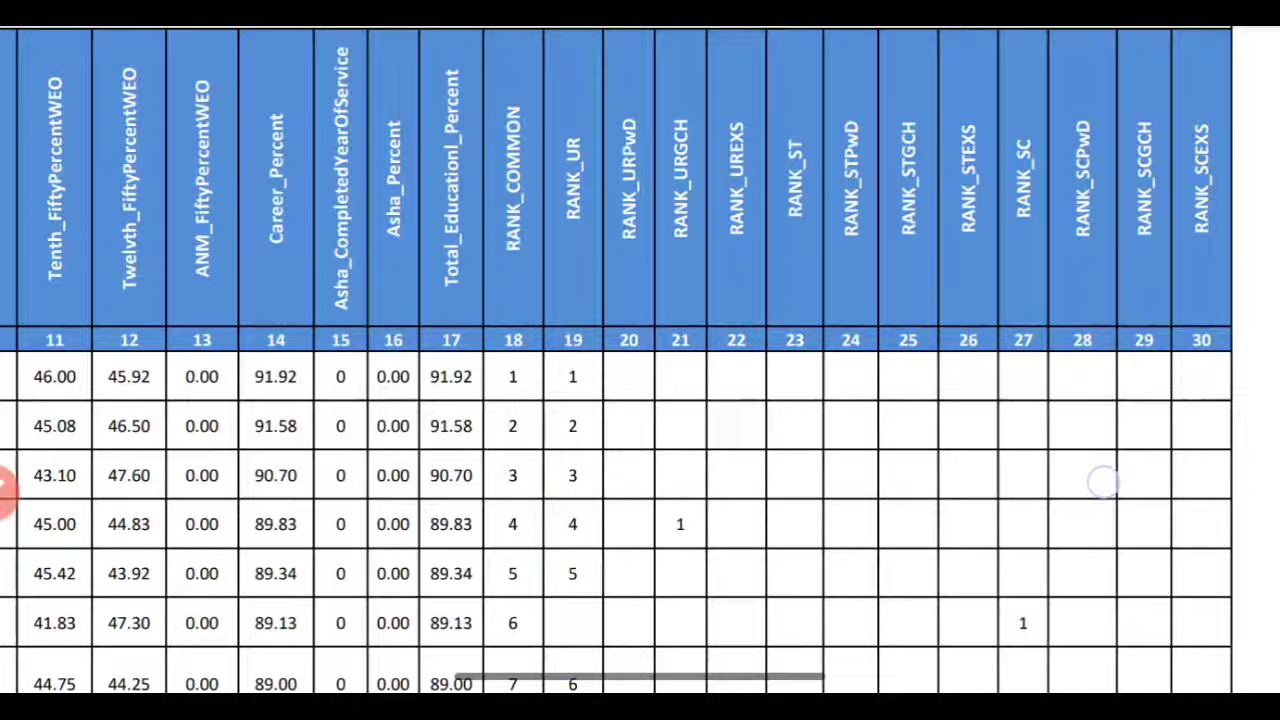 Tenth_FiftyPercentWEO Twelvth_FiftyPercentWEO ANM_FiftyPercentWEO Career_Percent Asha_CompletedYearOfService Asha_Percent Total_Educationl_Percent RANK_COMMON RANK_UR RANK_URPwD RANK_URGCH RANK_UREXS RANK_ST RANK_STPwD RANK_STGCH RANK_STEXS RANK_SC RANK_SCPwD RANK_SCGCH RANK_SCEXS
11 12 13 14 15 16 17 18 19 20 21 22 23 24 25 26 27 28 29 30
46.00 45.92 0.00 91.92 0 0.00 91.92 1 1
45.08 46.50 0.00 91.58 0 0.00 91.58 2 2
43.10 47.60 0.00 90.70 0 0.00 90.70 3 3
45.00 44.83 0.00 89.83 0 0.00 89.83 4 4 1
45.42 43.92 0.00 89.34 0 0.00 89.34 5 5
41.83 47.30 0.00 89.13 0 0.00 89.13 6 1
44.75 44.25 0.00 89.00 0 0.00 89.00 7 6